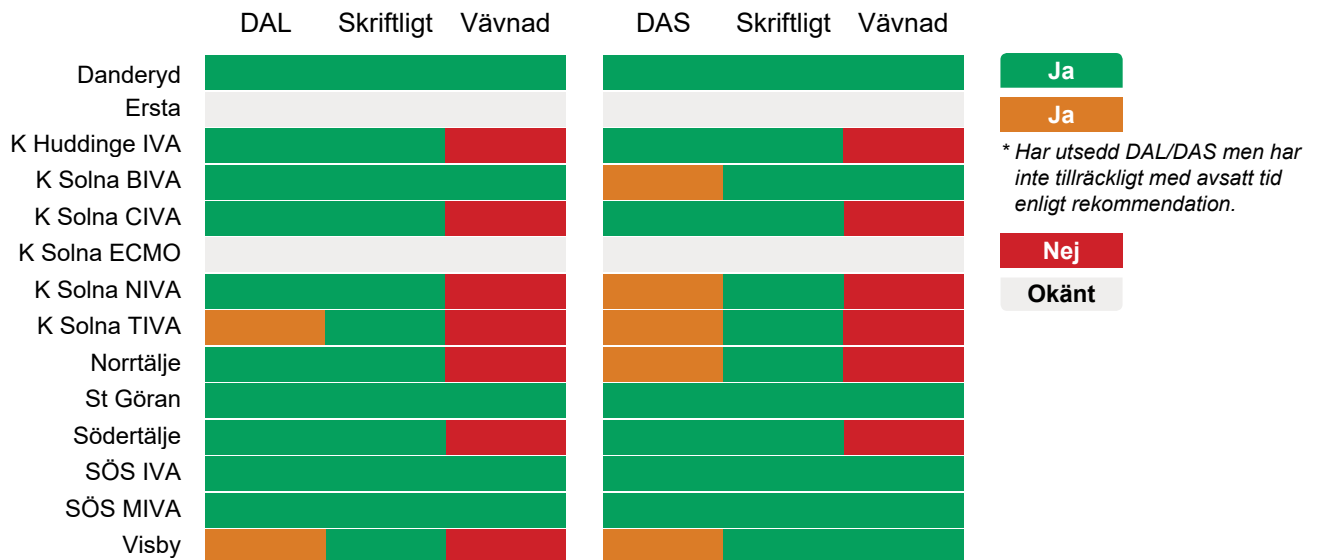 DAL Skriftligt Vävnad DAS Skriftligt Vävnad
Danderyd
Ersta
K Huddinge IVA
K Solna BIVA
K Solna CIVA
K Solna ECMO
K Solna NIVA
K Solna TIVA
Norrtälje
St Göran
Södertälje
SÖS IVA
SÖS MIVA
Visby
Ja
Ja
* Har utsedd DAL/DAS men har
inte tillräckligt med avsatt tid
enligt rekommendation.
Nej
Okänt